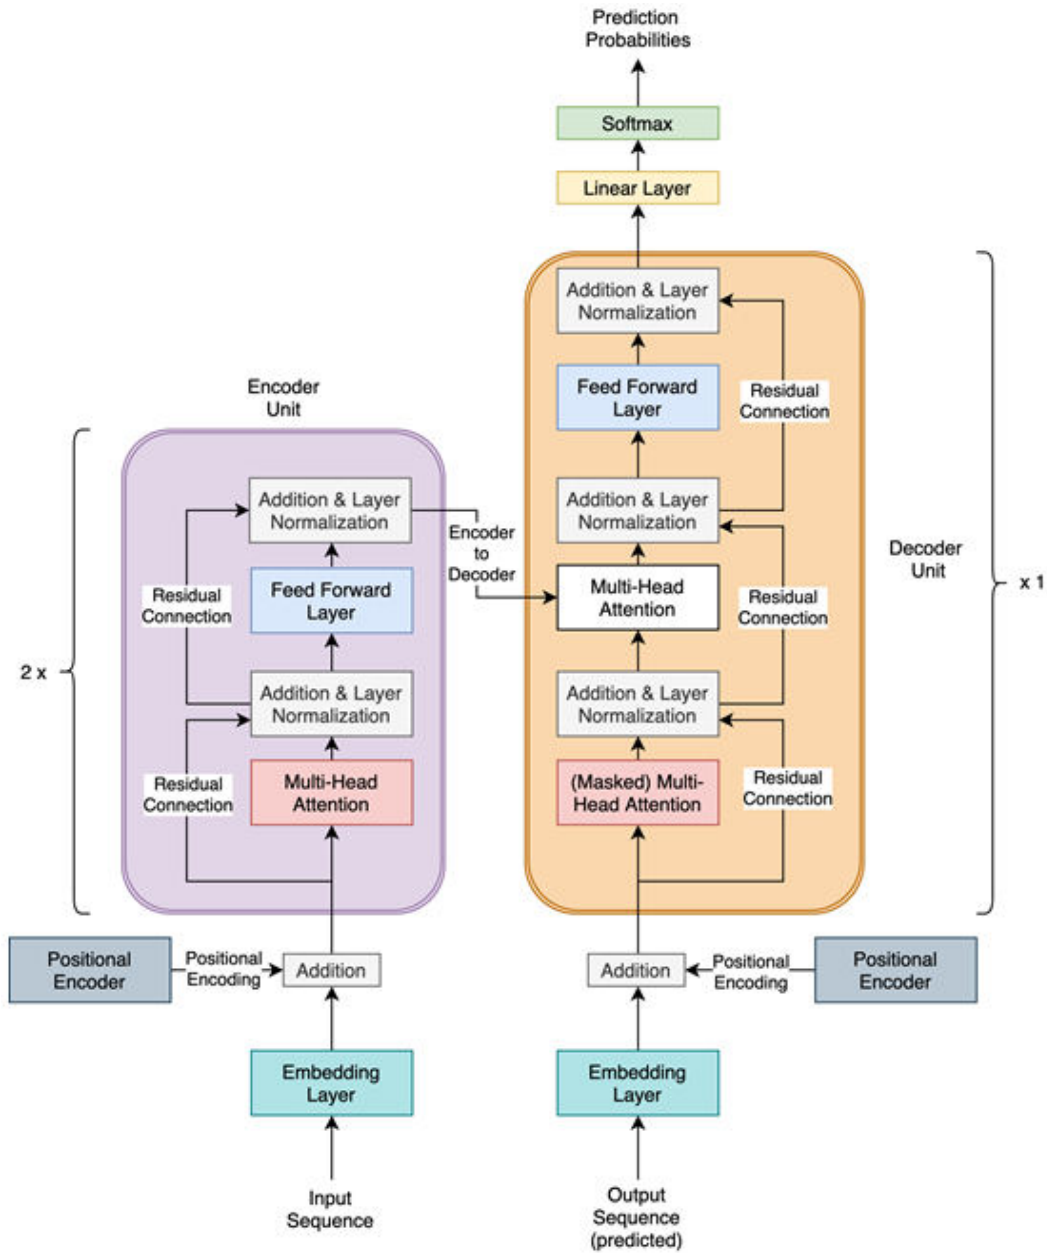 Prediction
Probabilities
Softmax
Linear Layer
Addition & Layer
Normalization
Feed Forward
Layer
Residual
Connection
Addition & Layer
Normalization
Multi-Head
Attention
Residual
Connection
Addition & Layer
Normalization
(Masked) Multi-
Head Attention
Residual
Connection
Decoder
Unit
x 1
Encoder
Unit
Addition & Layer
Normalization
Encoder
to
Decoder
Feed Forward
Layer
Residual
Connection
2 x
Addition & Layer
Normalization
Multi-Head
Attention
Residual
Connection
Positional
Encoder
Positional
Encoding
Addition
Addition
Positional
Encoding
Positional
Encoder
Embedding
Layer
Embedding
Layer
Input
Sequence
Output
Sequence
(predicted)